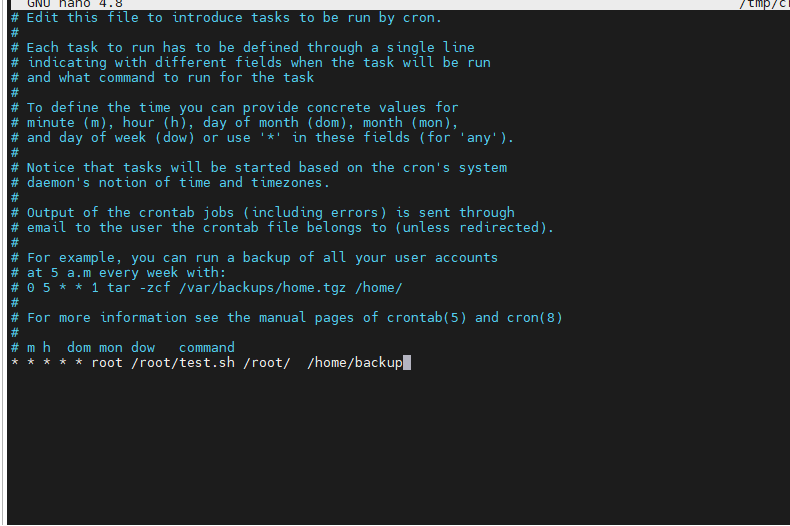 GNU nano 4.8 /tmp/c
# Edit this file to introduce tasks to be run by cron.
#
# Each task to run has to be defined through a single line
# indicating with different fields when the task will be run
# and what command to run for the task
#
# To define the time you can provide concrete values for
# minute (m), hour (h), day of month (dom), month (mon),
# and day of week (dow) or use '*' in these fields (for 'any').
#
# Notice that tasks will be started based on the cron's system
# daemon's notion of time and timezones.
#
# Output of the crontab jobs (including errors) is sent through
# email to the user the crontab file belongs to (unless redirected).
#
# For example, you can run a backup of all your user accounts
# at 5 a.m every week with:
# 0 5 * * 1 tar -zcf /var/backups/home.tgz /home/
#
# For more information see the manual pages of crontab(5) and cron(8)
#
# m h  dom mon dow   command
* * * * * root /root/test.sh /root/  /home/backup